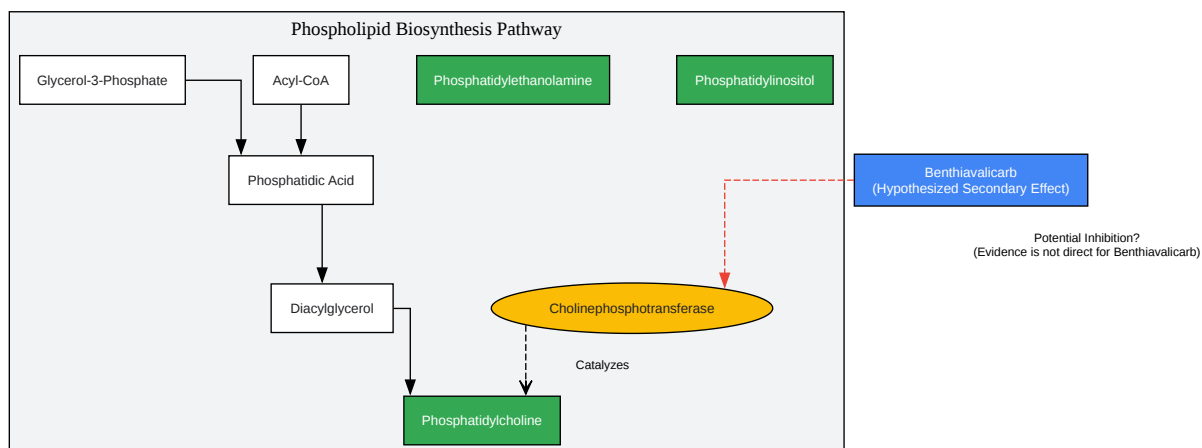 Phospholipid Biosynthesis Pathway
Glycerol-3-Phosphate
Acyl-CoA
Phosphatidylethanolamine
Phosphatidylinositol
Phosphatidic Acid
Benthiavalicarb
(Hypothesized Secondary Effect)
Potential Inhibition?
(Evidence is not direct for Benthiavalicarb)
Diacylglycerol
Cholinephosphotransferase
Catalyzes
Phosphatidylcholine